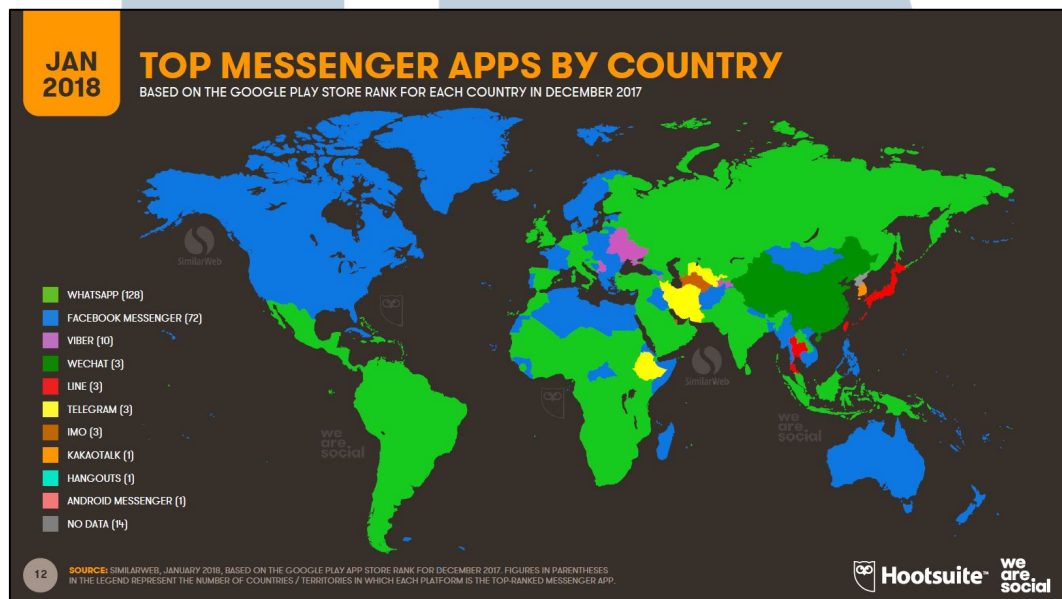 JAN
2018
TOP MESSENGER APPS BY COUNTRY
BASED ON THE GOOGLE PLAY STORE RANK FOR EACH COUNTRY IN DECEMBER 2017
SimilarWeb
WHATSAPP (128)
FACEBOOK MESSENGER (72)
VIBER (10)
WECHAT (3)
LINE (3)
TELEGRAM (3)
IMO (3)
KAKAOTALK (1)
HANGOUTS (1)
ANDROID MESSENGER (1)
NO DATA (14)
SimilarWeb
we
are
social
we
are
social
12
SOURCE: SIMILARWEB, JANUARY 2018, BASED ON THE GOOGLE PLAY APP STORE RANK FOR DECEMBER 2017. FIGURES IN PARENTHESES
IN THE LEGEND REPRESENT THE NUMBER OF COUNTRIES / TERRITORIES IN WHICH EACH PLATFORM IS THE TOP-RANKED MESSENGER APP.
Hootsuite™
we
are
social